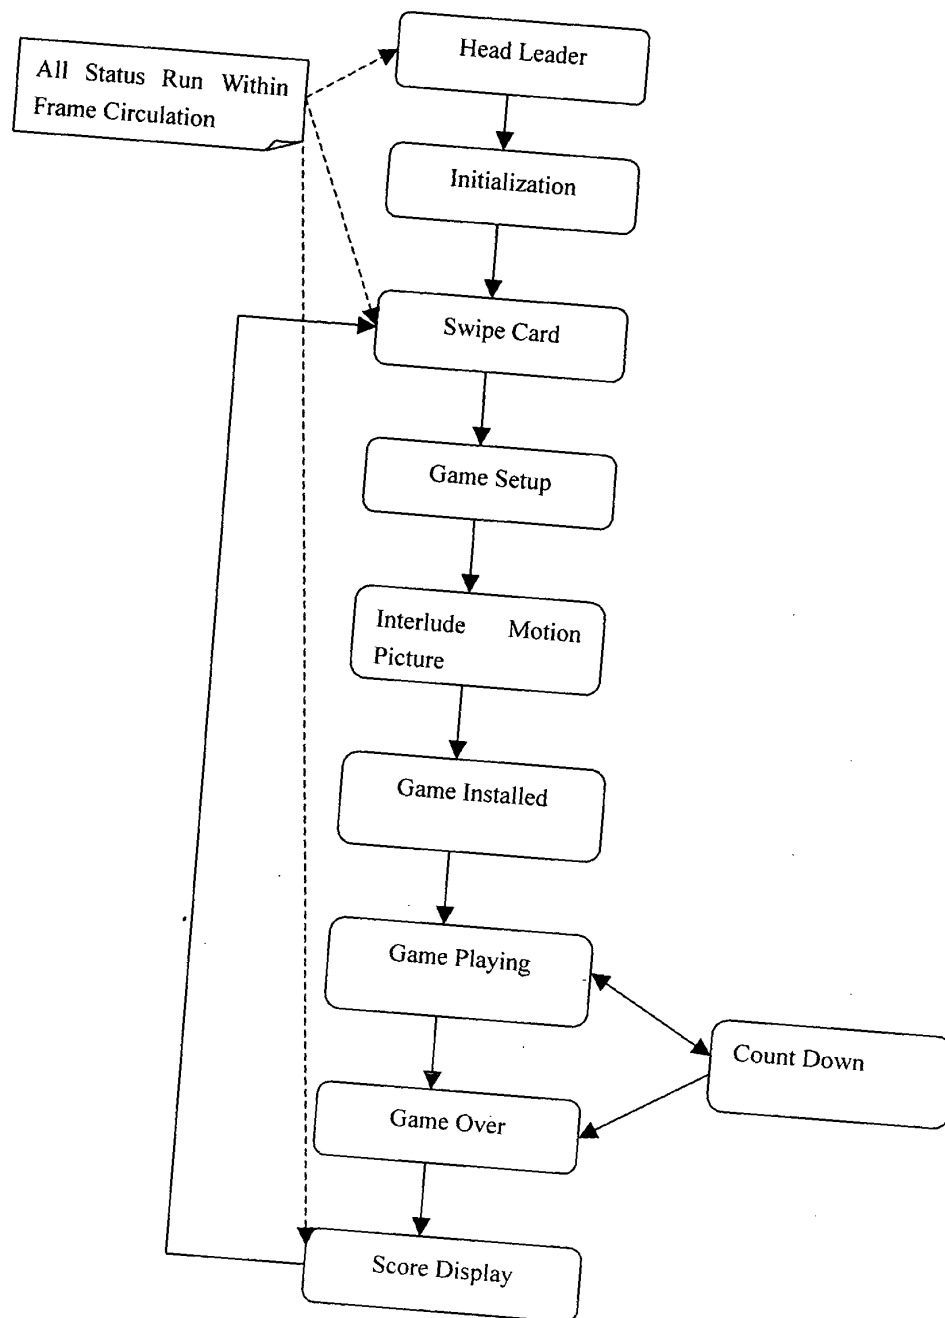 Head Leader
All Status Run Within
Frame Circulation
Initialization
Swipe Card
Game Setup
Interlude Motion
Picture
Game Installed
Game Playing
Count Down
Game Over
Score Display